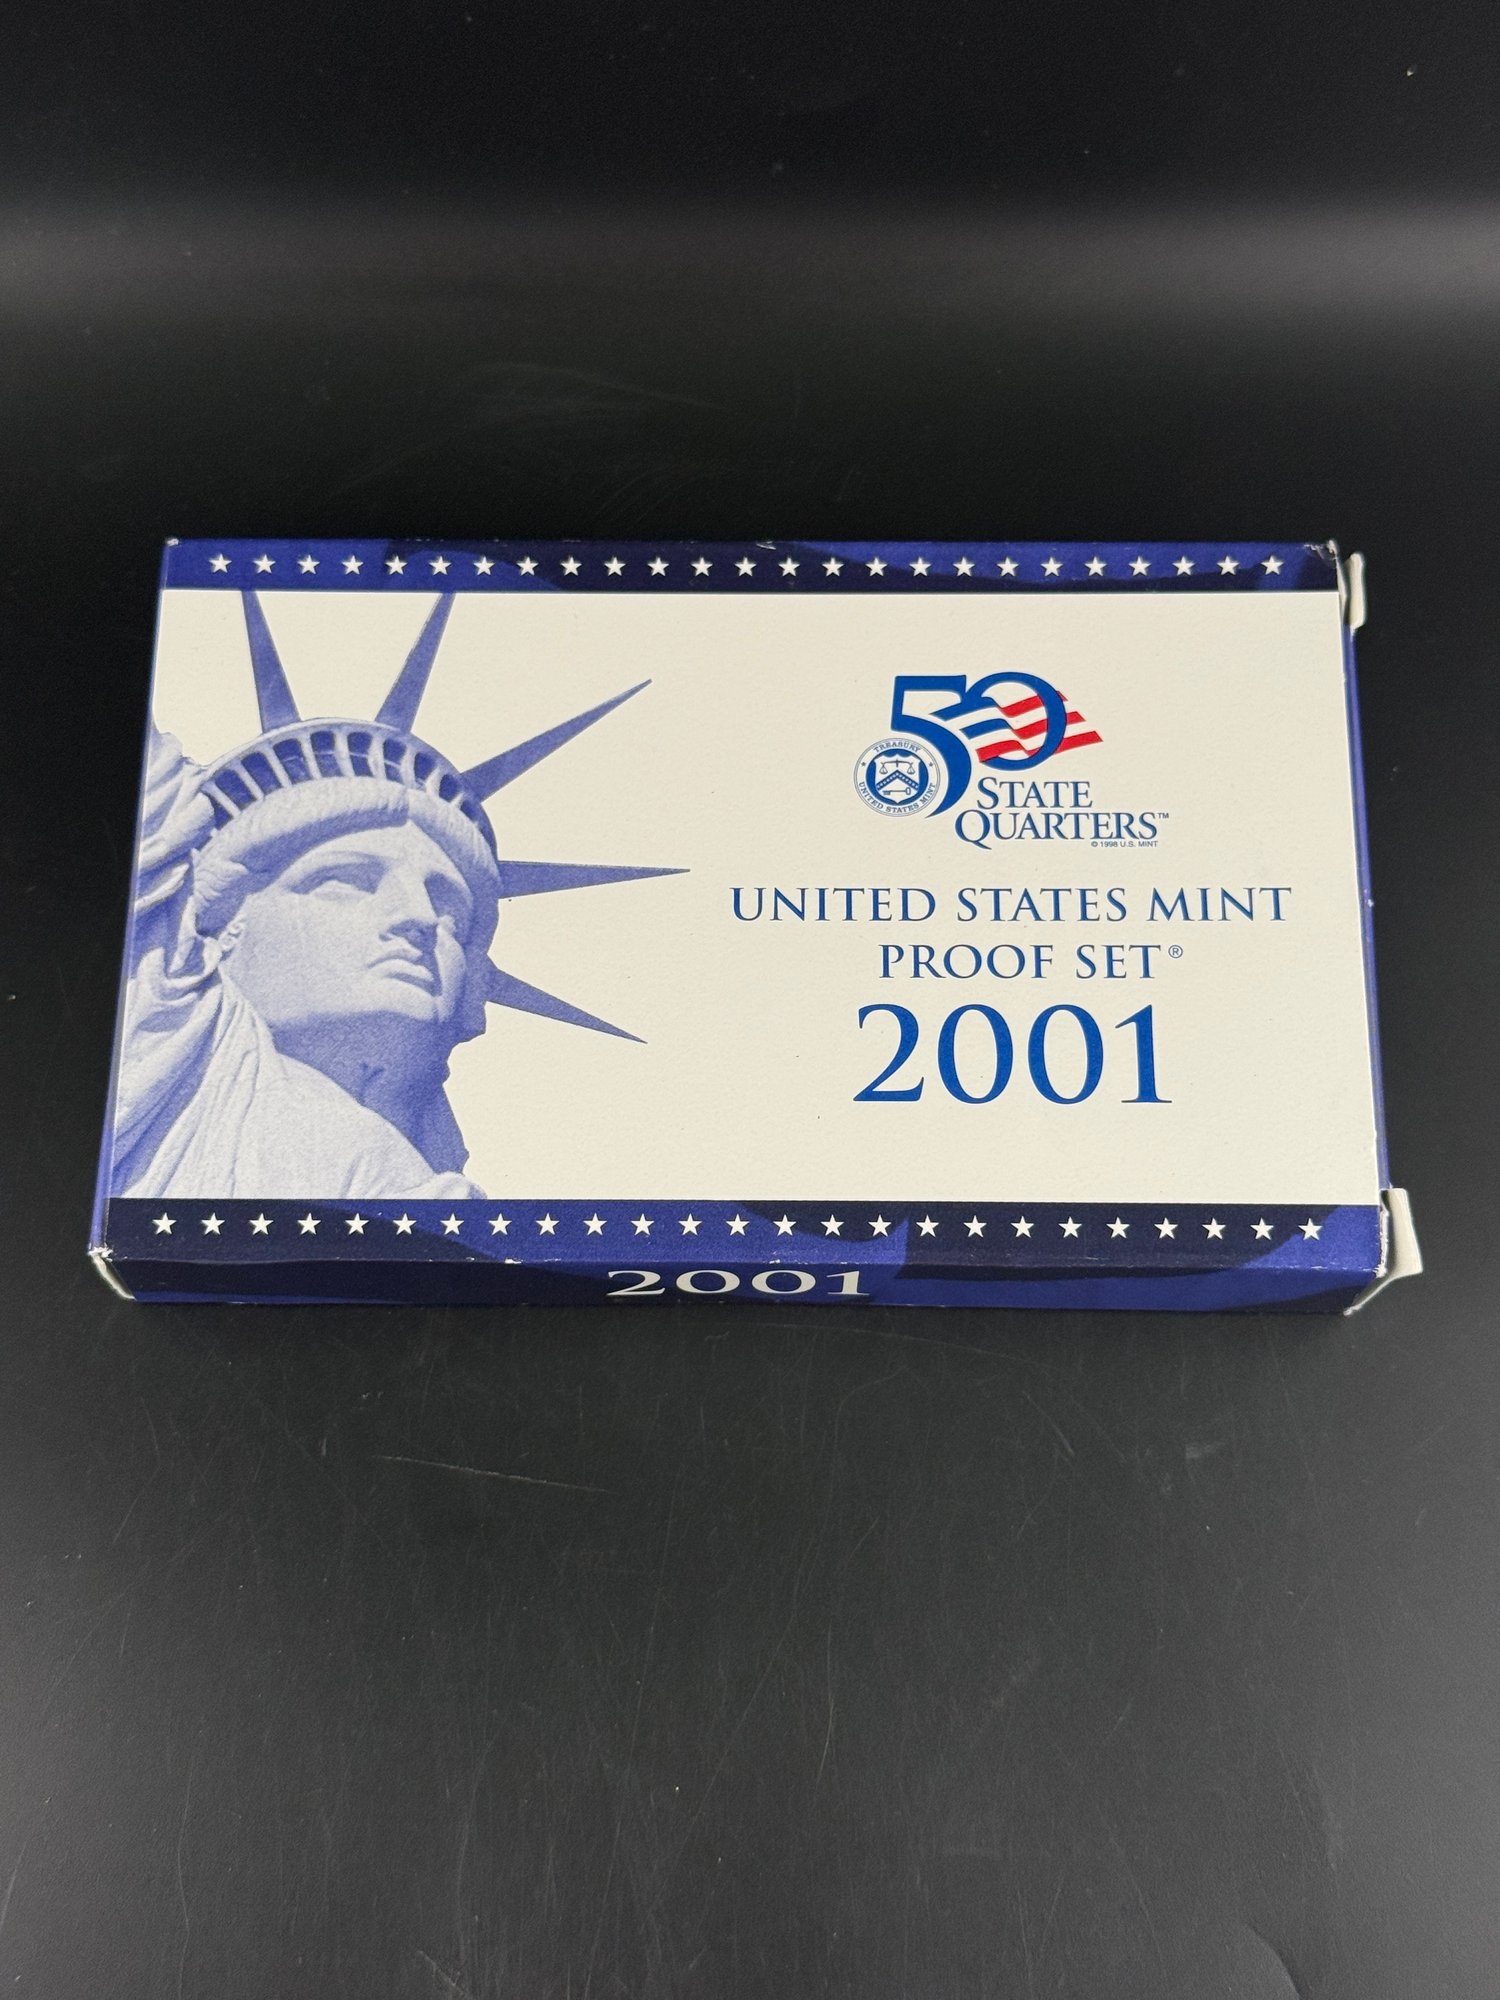 50
TREASURY
UNITED STATES MINT
STATE
QUARTERS™
© 1998 U.S. MINT
UNITED STATES MINT
PROOF SET®
2001
2001